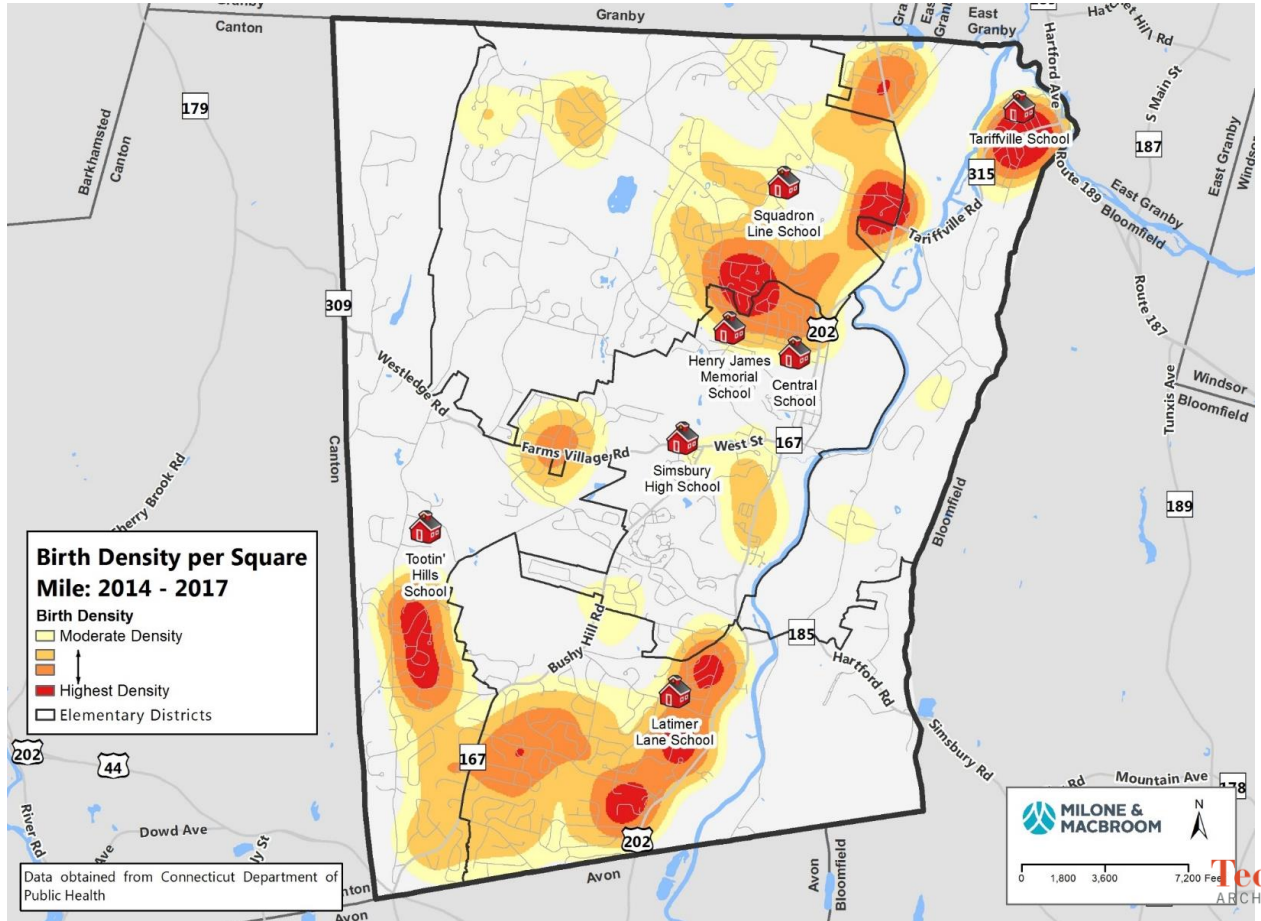 Granby
Canton
Granby
East
Granby
Hartford Ave
S Main St
179
Barkhamsted
Canton
Tariffville School
187
315
Route 189
East Granby
Bloomfield
East Granby
Windsor
Squadron
Line School
Tariffville Rd
309
202
Route 187
Henry James
Memorial
School
Central
School
Westledge Rd
Windsor
Bloomfield
Tunxis Ave
Canton
Farms Village Rd
West St
167
Simsbury
High School
189
Bloomfield
Tootin'
Hills
School
Birth Density per Square
Mile: 2014 - 2017
Birth Density
Moderate Density
Highest Density
Elementary Districts
Bushy Hill Rd
185
Hartford Rd
Latimer
Lane School
Simsbury Rd
202
44
167
Mountain Ave
River Rd
Dowd Ave
202
Avon
Avon
Bloomfield
Avon
MILONE &
MACBROOM
N
0 1,800 3,600 7,200
Data obtained from Connecticut Department of
Public Health